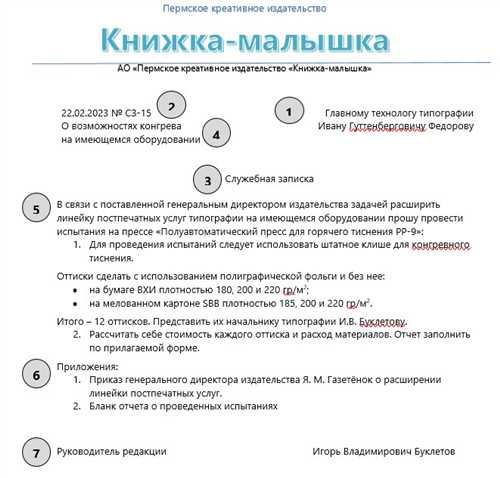 Пермское креативное издательство
Книжка-малышка
АО «Пермское креативное издательство «Книжка-малышка»
22.02.2023 № СЗ-15 2 1 Главному технологу типографии
О возможностях конгрева 4 Ивану Гуттенберговичу Федорову
на имеющемся оборудовании
3 Служебная записка
5 В связи с поставленной генеральным директором издательства задачей расширить
линейку постпечатных услуг типографии на имеющемся оборудовании прошу провести
испытания на прессе «Полуавтоматический пресс для горячего тиснения PP-9»:
1. Для проведения испытаний следует использовать штатное клише для конгревного
тиснения.
Оттиски сделать с использованием полиграфической фольги и без нее:
• на бумаге ВХИ плотностью 180, 200 и 220 гр/м²;
• на мелованном картоне SBB плотностью 185, 200 и 220 гр/м².
Итого – 12 оттисков. Представить их начальнику типографии И.В. Буклетову.
2. Рассчитать себе стоимость каждого оттиска и расход материалов. Отчет заполнить
по прилагаемой форме.
6 Приложения:
1. Приказ генерального директора издательства Я. М. Газетёнок о расширении
линейки постпечатных услуг.
2. Бланк отчета о проведенных испытаниях
7 Руководитель редакции Игорь Владимирович Буклетов